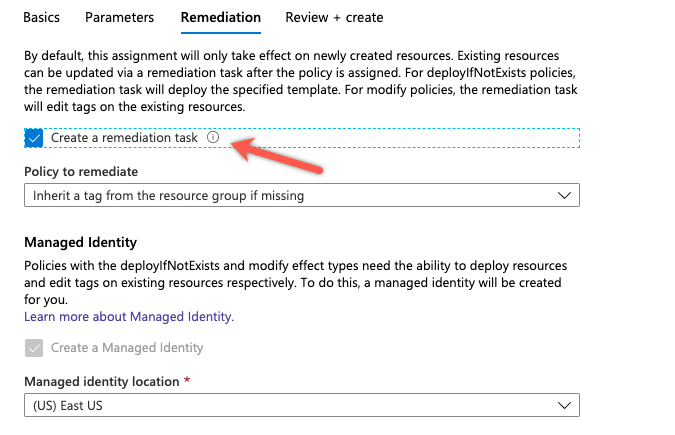 Basics Parameters Remediation Review + create
By default, this assignment will only take effect on newly created resources. Existing resources
can be updated via a remediation task after the policy is assigned. For deployIfNotExists policies,
the remediation task will deploy the specified template. For modify policies, the remediation task
will edit tags on the existing resources.
Create a remediation task
Policy to remediate
Inherit a tag from the resource group if missing
Managed Identity
Policies with the deployIfNotExists and modify effect types need the ability to deploy resources
and edit tags on existing resources respectively. To do this, a managed identity will be created
for you.
Learn more about Managed Identity.
Create a Managed Identity
Managed identity location *
(US) East US